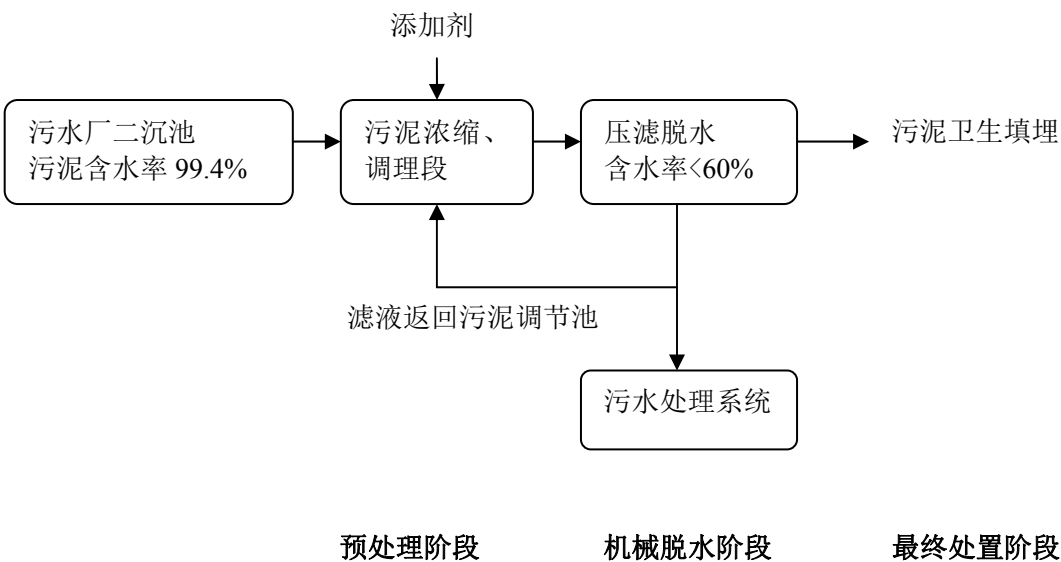 添加剂
污水厂二沉池
污泥含水率 99.4%
污泥浓缩、
调理段
压滤脱水
含水率<60%
污泥卫生填埋
滤液返回污泥调节池
污水处理系统
预处理阶段
机械脱水阶段
最终处置阶段